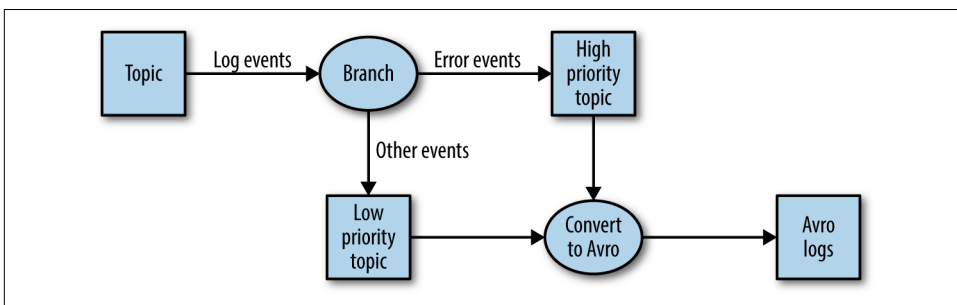 Topic
Log events
Branch
Error events
High
priority
topic
Other events
Low
priority
topic
Convert
to Avro
Avro
logs